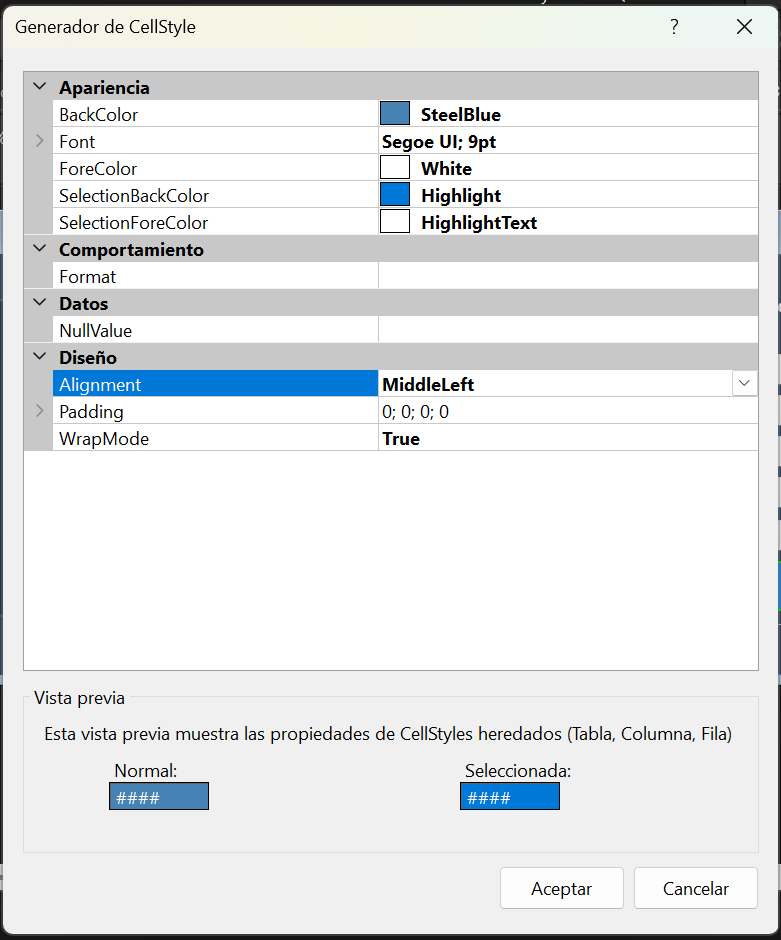 Generador de CellStyle ?
Apariencia
BackColor SteelBlue
Font Segoe UI; 9pt
ForeColor White
SelectionBackColor Highlight
SelectionForeColor HighlightText
Comportamiento
Format
Datos
NullValue
Diseño
Alignment MiddleLeft
Padding 0; 0; 0; 0
WrapMode True
Vista previa
Esta vista previa muestra las propiedades de CellStyles heredados (Tabla, Columna, Fila)
Normal: Seleccionada:
#### ####
Aceptar Cancelar